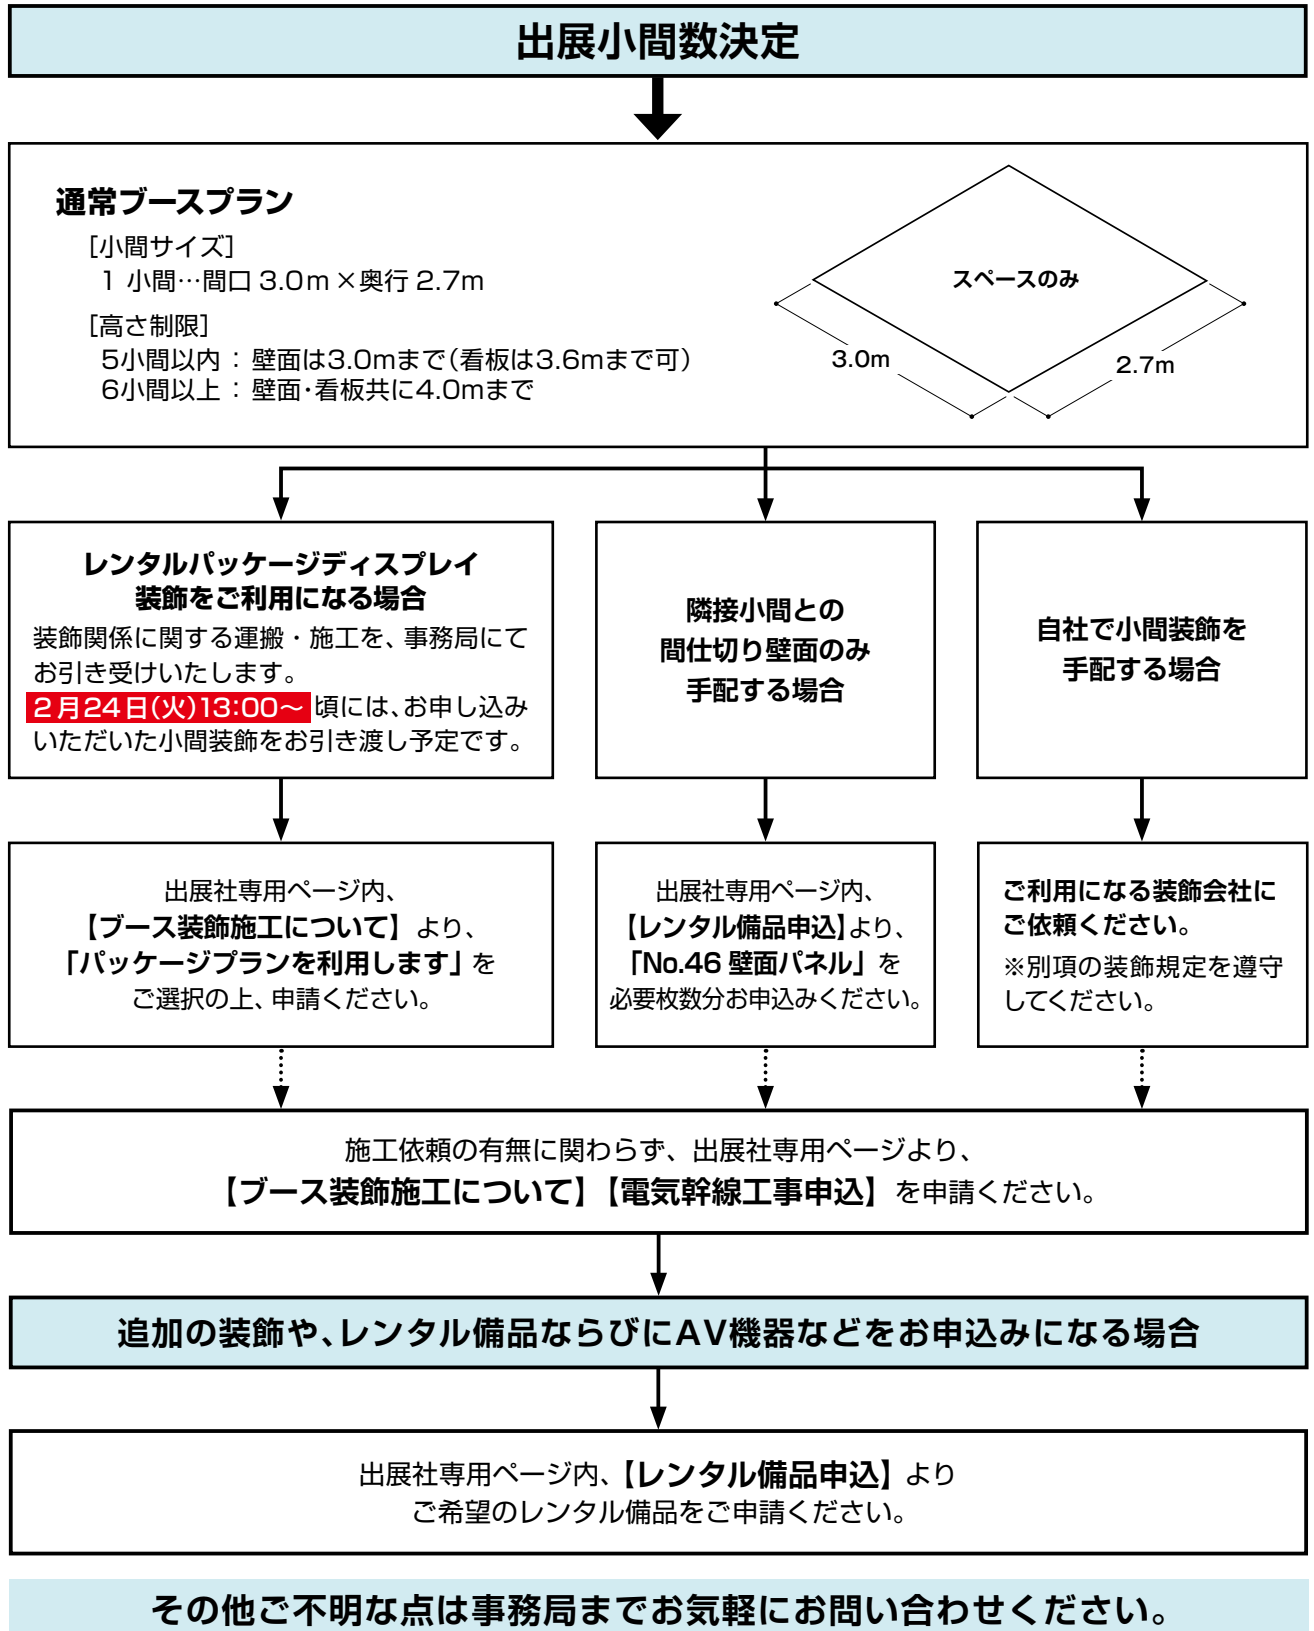 出展小間数決定
通常ブースプラン
[小間サイズ]
1 小間…間口 3.0m×奥行 2.7m
[高さ制限]
5小間以内：壁面は3.0mまで(看板は3.6mまで可)
6小間以上：壁面・看板共に4.0mまで
スペースのみ
3.0m
2.7m
レンタルパッケージディスプレイ
装飾をご利用になる場合
装飾関係に関する運搬・施工を、事務局にて
お引き受けいたします。
2月24日(火)13:00～頃には、お申し込み
いただいた小間装飾をお引き渡し予定です。
隣接小間との
間仕切り壁面のみ
手配する場合
自社で小間装飾を
手配する場合
出展社専用ページ内、
【ブース装飾施工について】より、
「パッケージプランを利用します」を
ご選択の上、申請ください。
出展社専用ページ内、
【レンタル備品申込】より、
「No.46 壁面パネル」を
必要枚数分お申込みください。
ご利用になる装飾会社に
ご依頼ください。
※別項の装飾規定を遵守
してください。
施工依頼の有無に関わらず、出展社専用ページより、
【ブース装飾施工について】【電気幹線工事申込】を申請ください。
追加の装飾や、レンタル備品ならびにAV機器などをお申込みになる場合
出展社専用ページ内、【レンタル備品申込】より
ご希望のレンタル備品をご申請ください。
その他ご不明な点は事務局までお気軽にお問い合わせください。